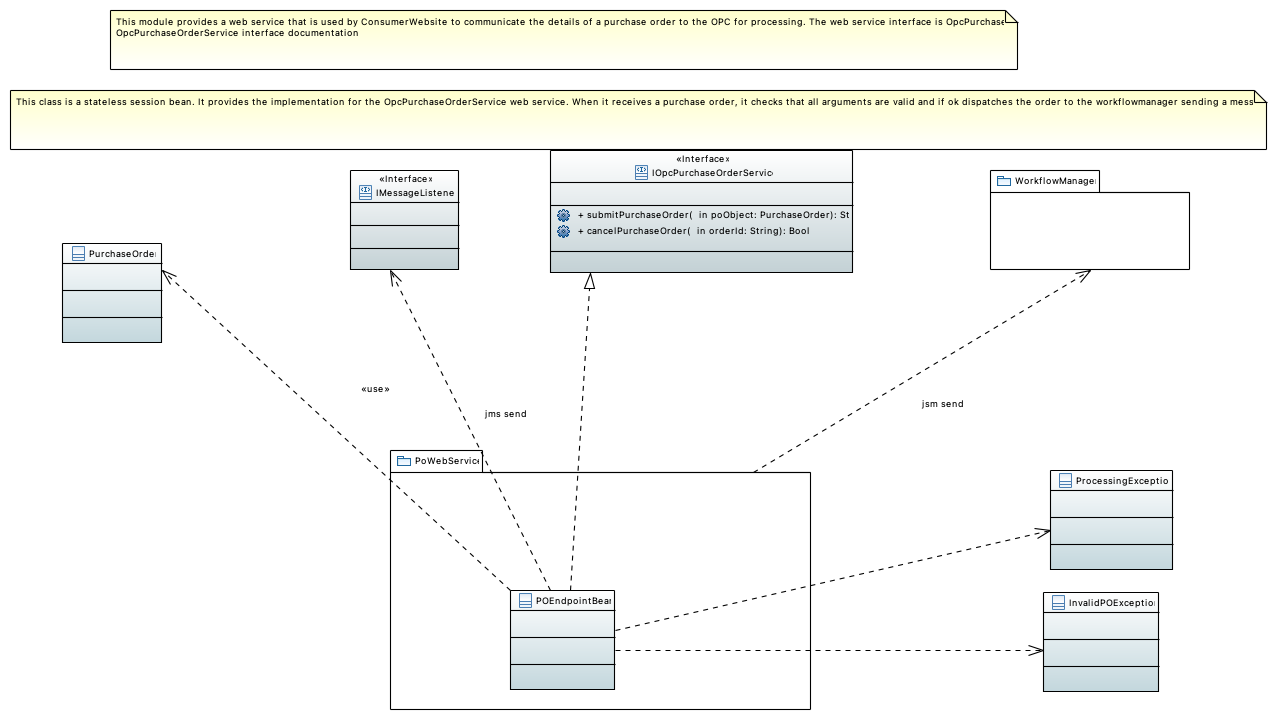 This module provides a web service that is used by ConsumerWebsite to communicate the details of a purchase order to the OPC for processing. The web service interface is OpcPurchase
OpcPurchaseOrderService interface documentation
This class is a stateless session bean. It provides the implementation for the OpcPurchaseOrderService web service. When it receives a purchase order, it checks that all arguments are valid and if ok dispatches the order to the workflowmanager sending a mess
«Interface»
IOpcPurchaseOrderServic
«Interface»
IMessageListene
WorkflowManager
+ submitPurchaseOrder( in poObject: PurchaseOrder): St
+ cancelPurchaseOrder( in orderId: String): Bool
PurchaseOrde
«use»
jms send
jsm send
PoWebService
ProcessingExceptio
POEndpointBean
InvalidPOException